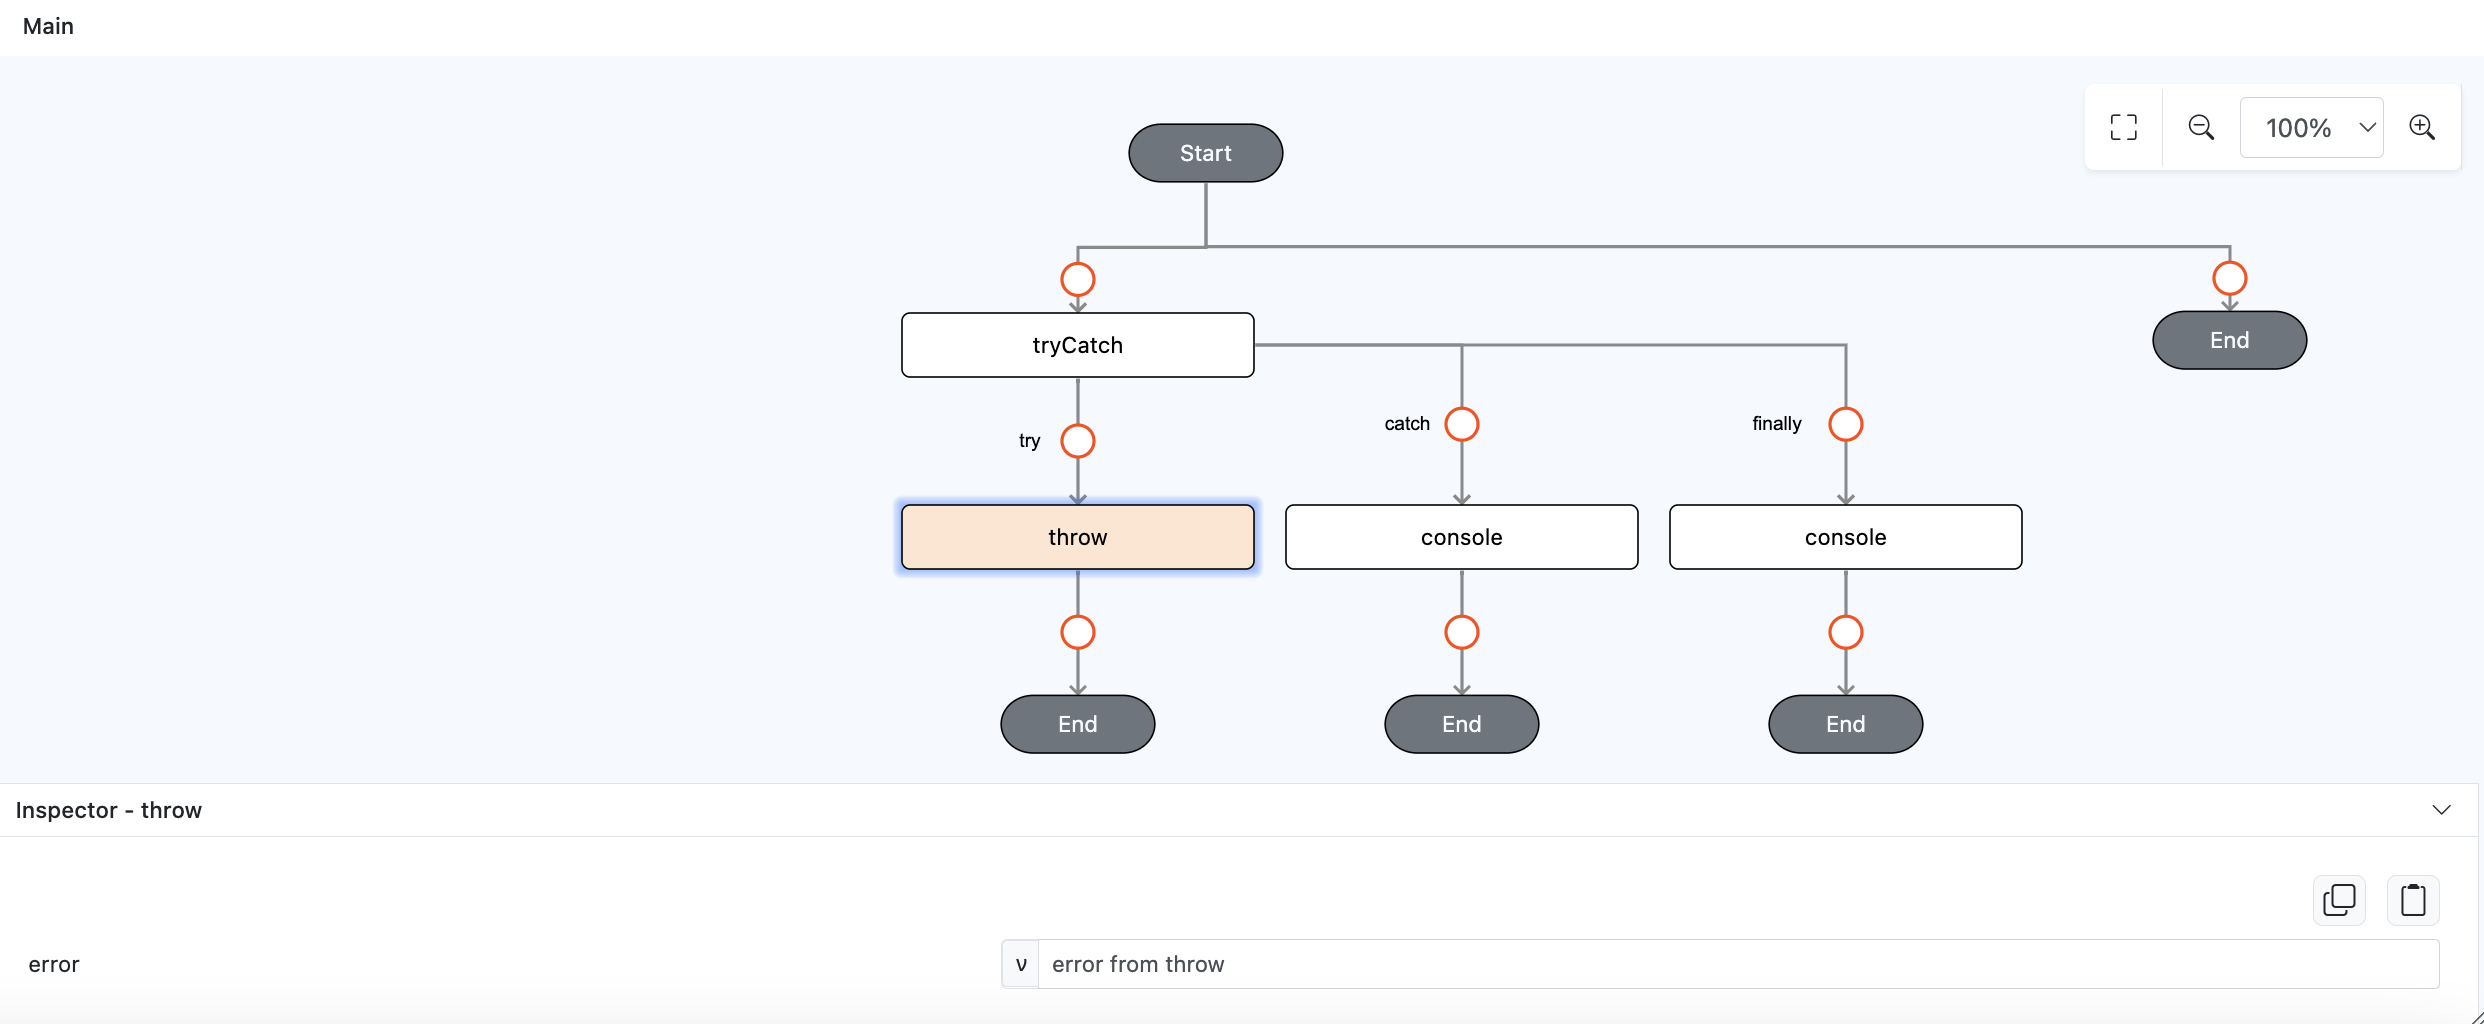 Main
100%
Start
tryCatch
End
try
catch
finally
throw
console
console
End
End
End
Inspector - throw
error
ν
error from throw